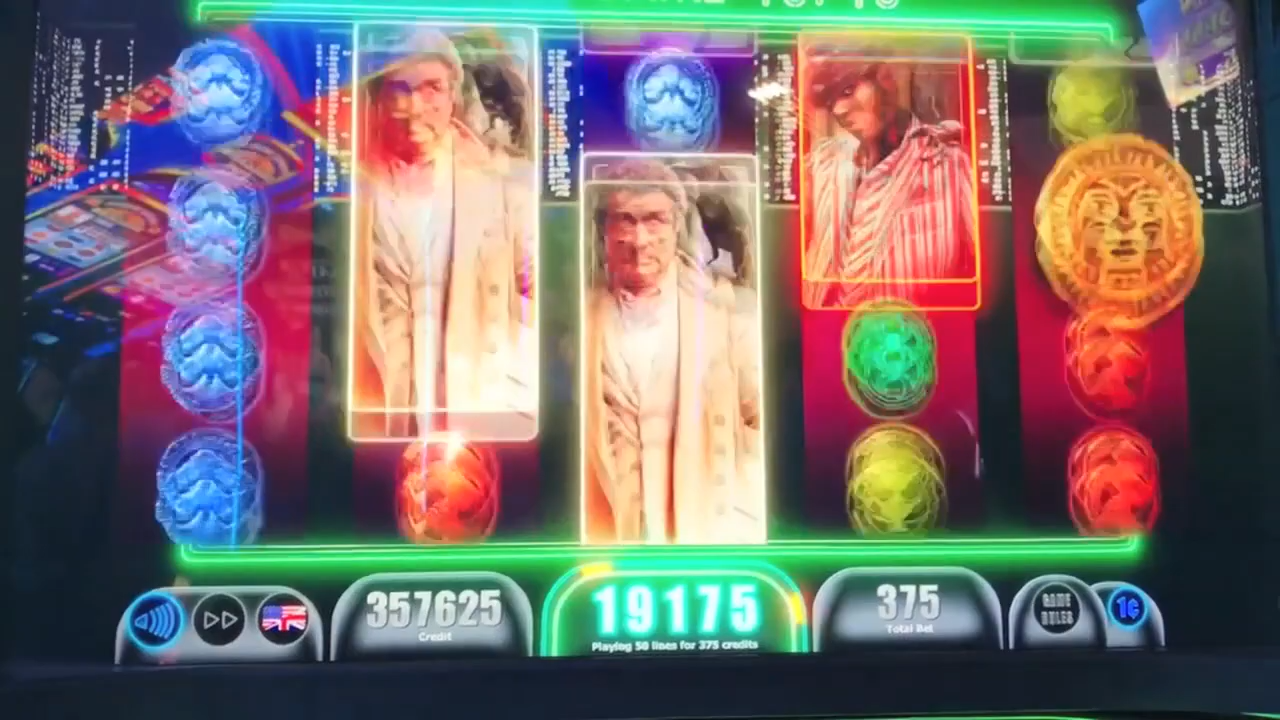 357625
Credit
19175
Playing 50 lines for 375 credits
375
Total Bet
GAME
RULES
1¢